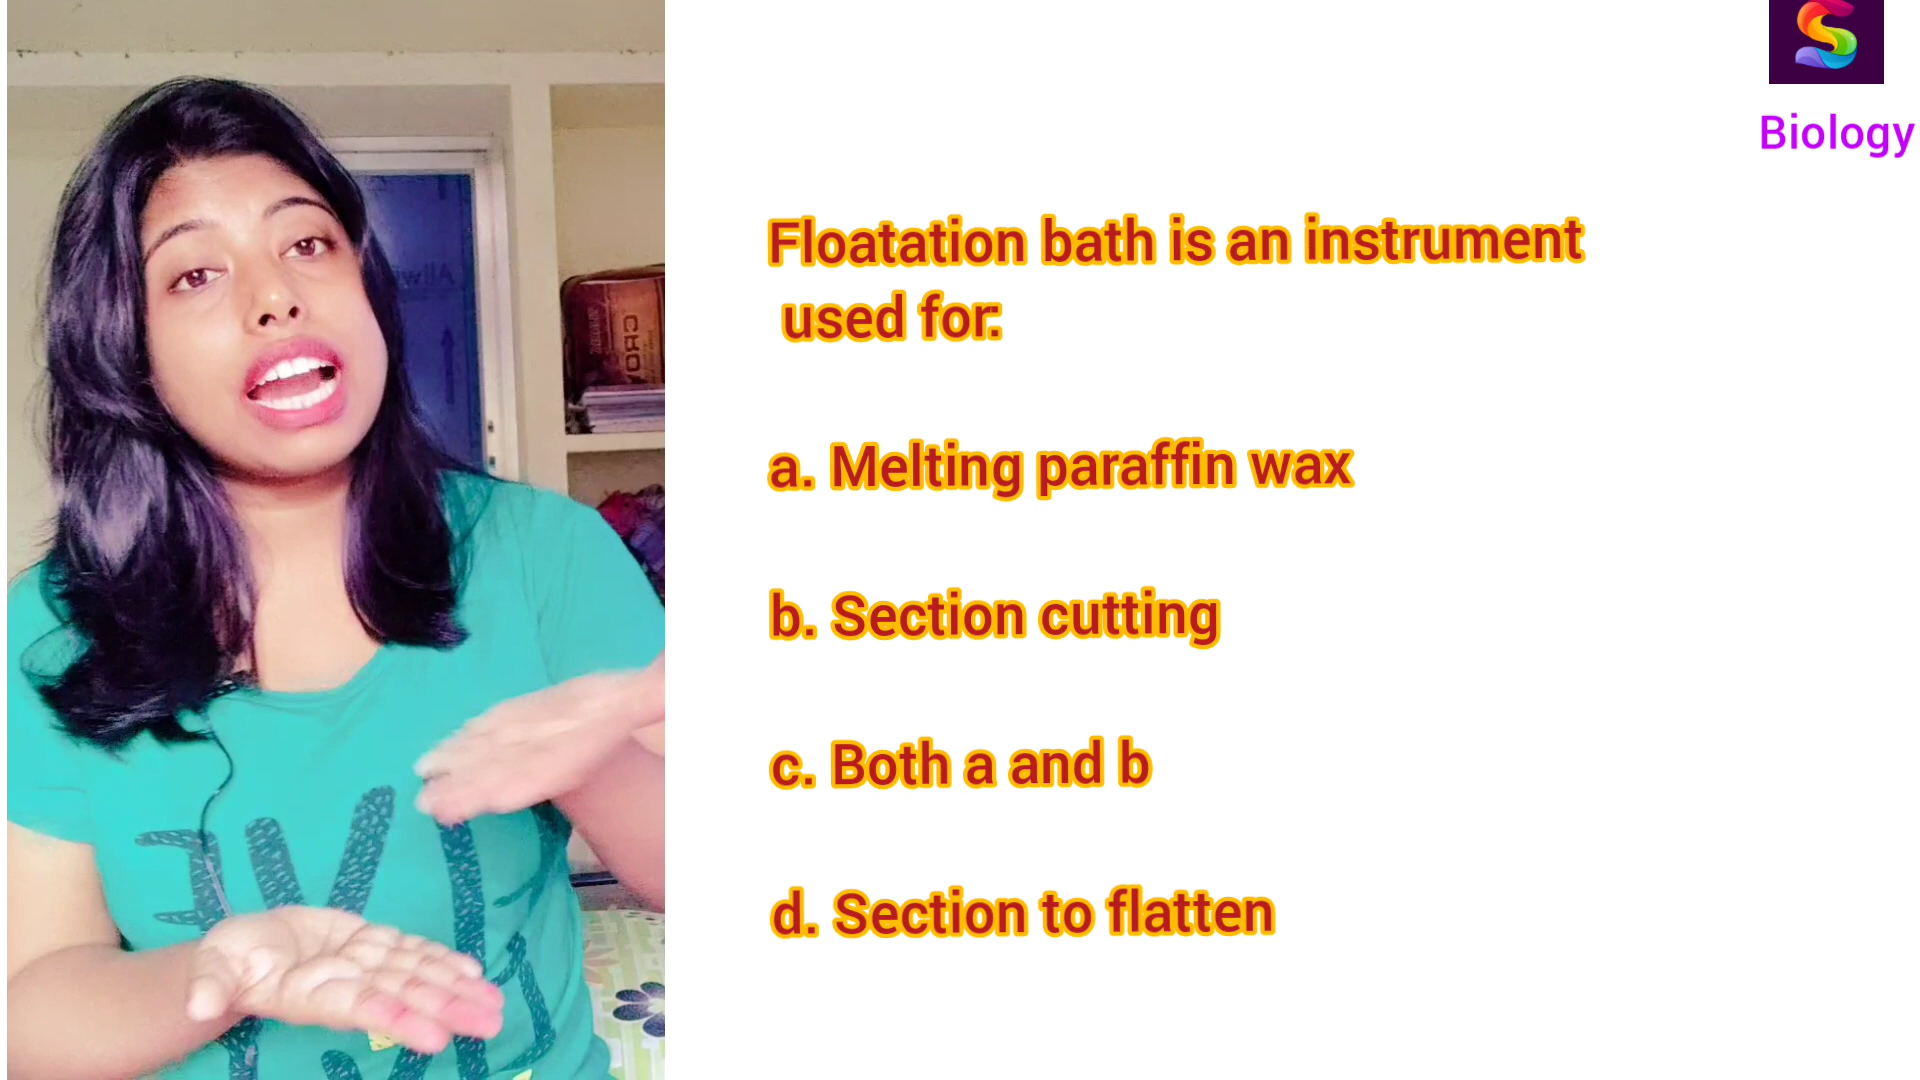 Biology
Floatation bath is an instrument
used for:
a. Melting paraffin wax
b. Section cutting
c. Both a and b
d. Section to flatten